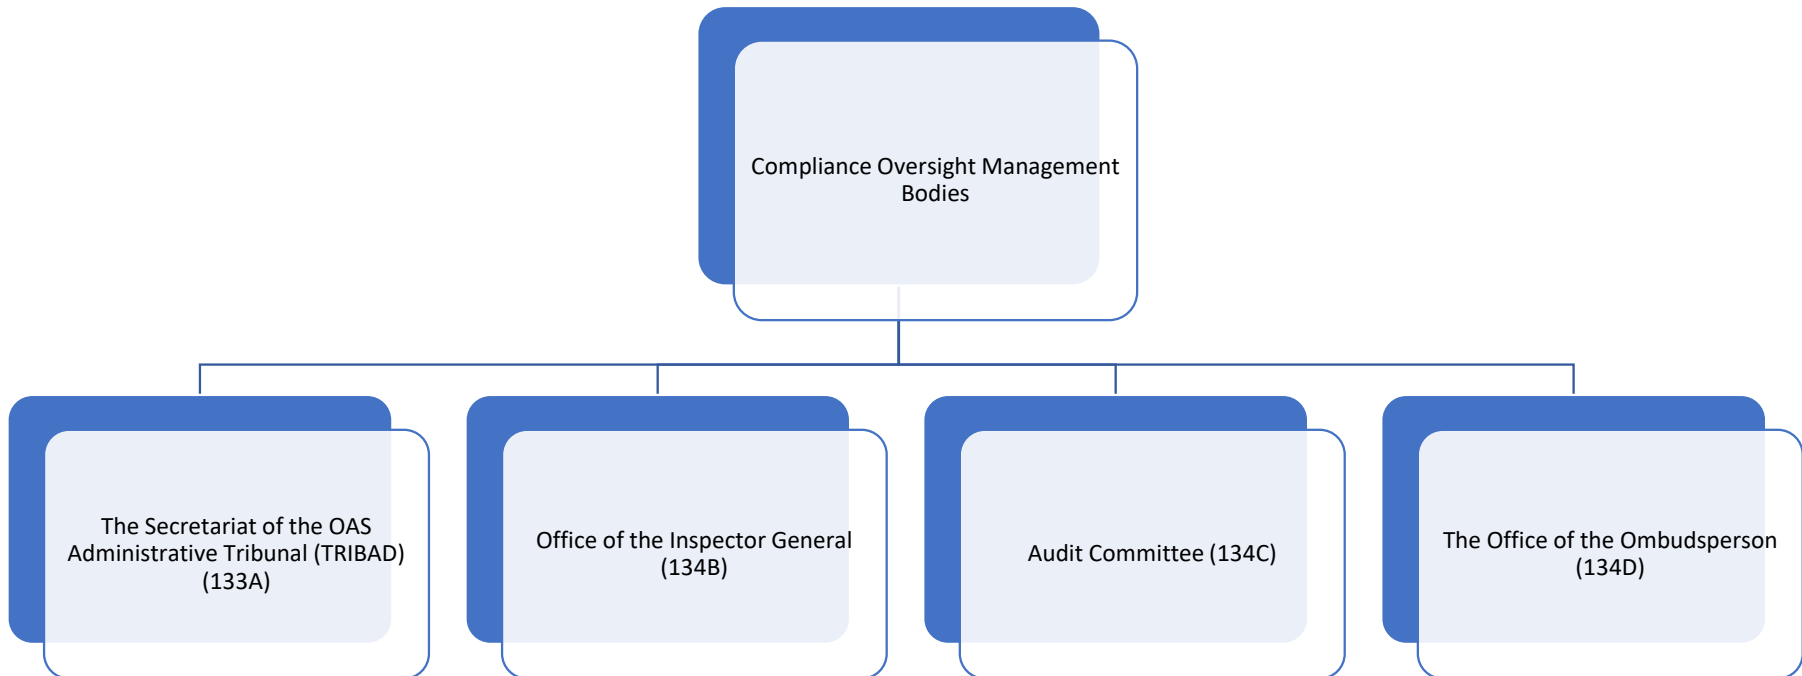 Compliance Oversight Management
Bodies
The Secretariat of the OAS
Administrative Tribunal (TRIBAD)
(133A)
Office of the Inspector General
(134B)
Audit Committee (134C)
The Office of the Ombudsperson
(134D)